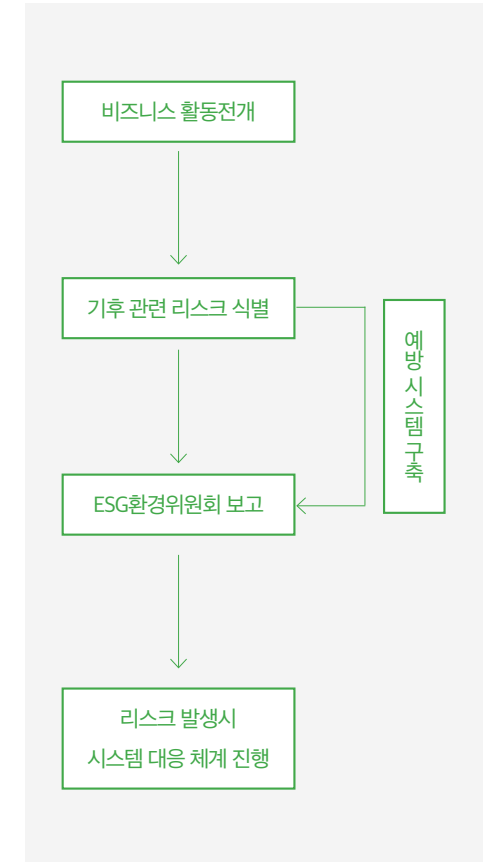 비즈니스 활동전개
기후 관련 리스크 식별
예방 시스템 구축
ESG환경위원회 보고
리스크 발생시
시스템 대응 체계 진행